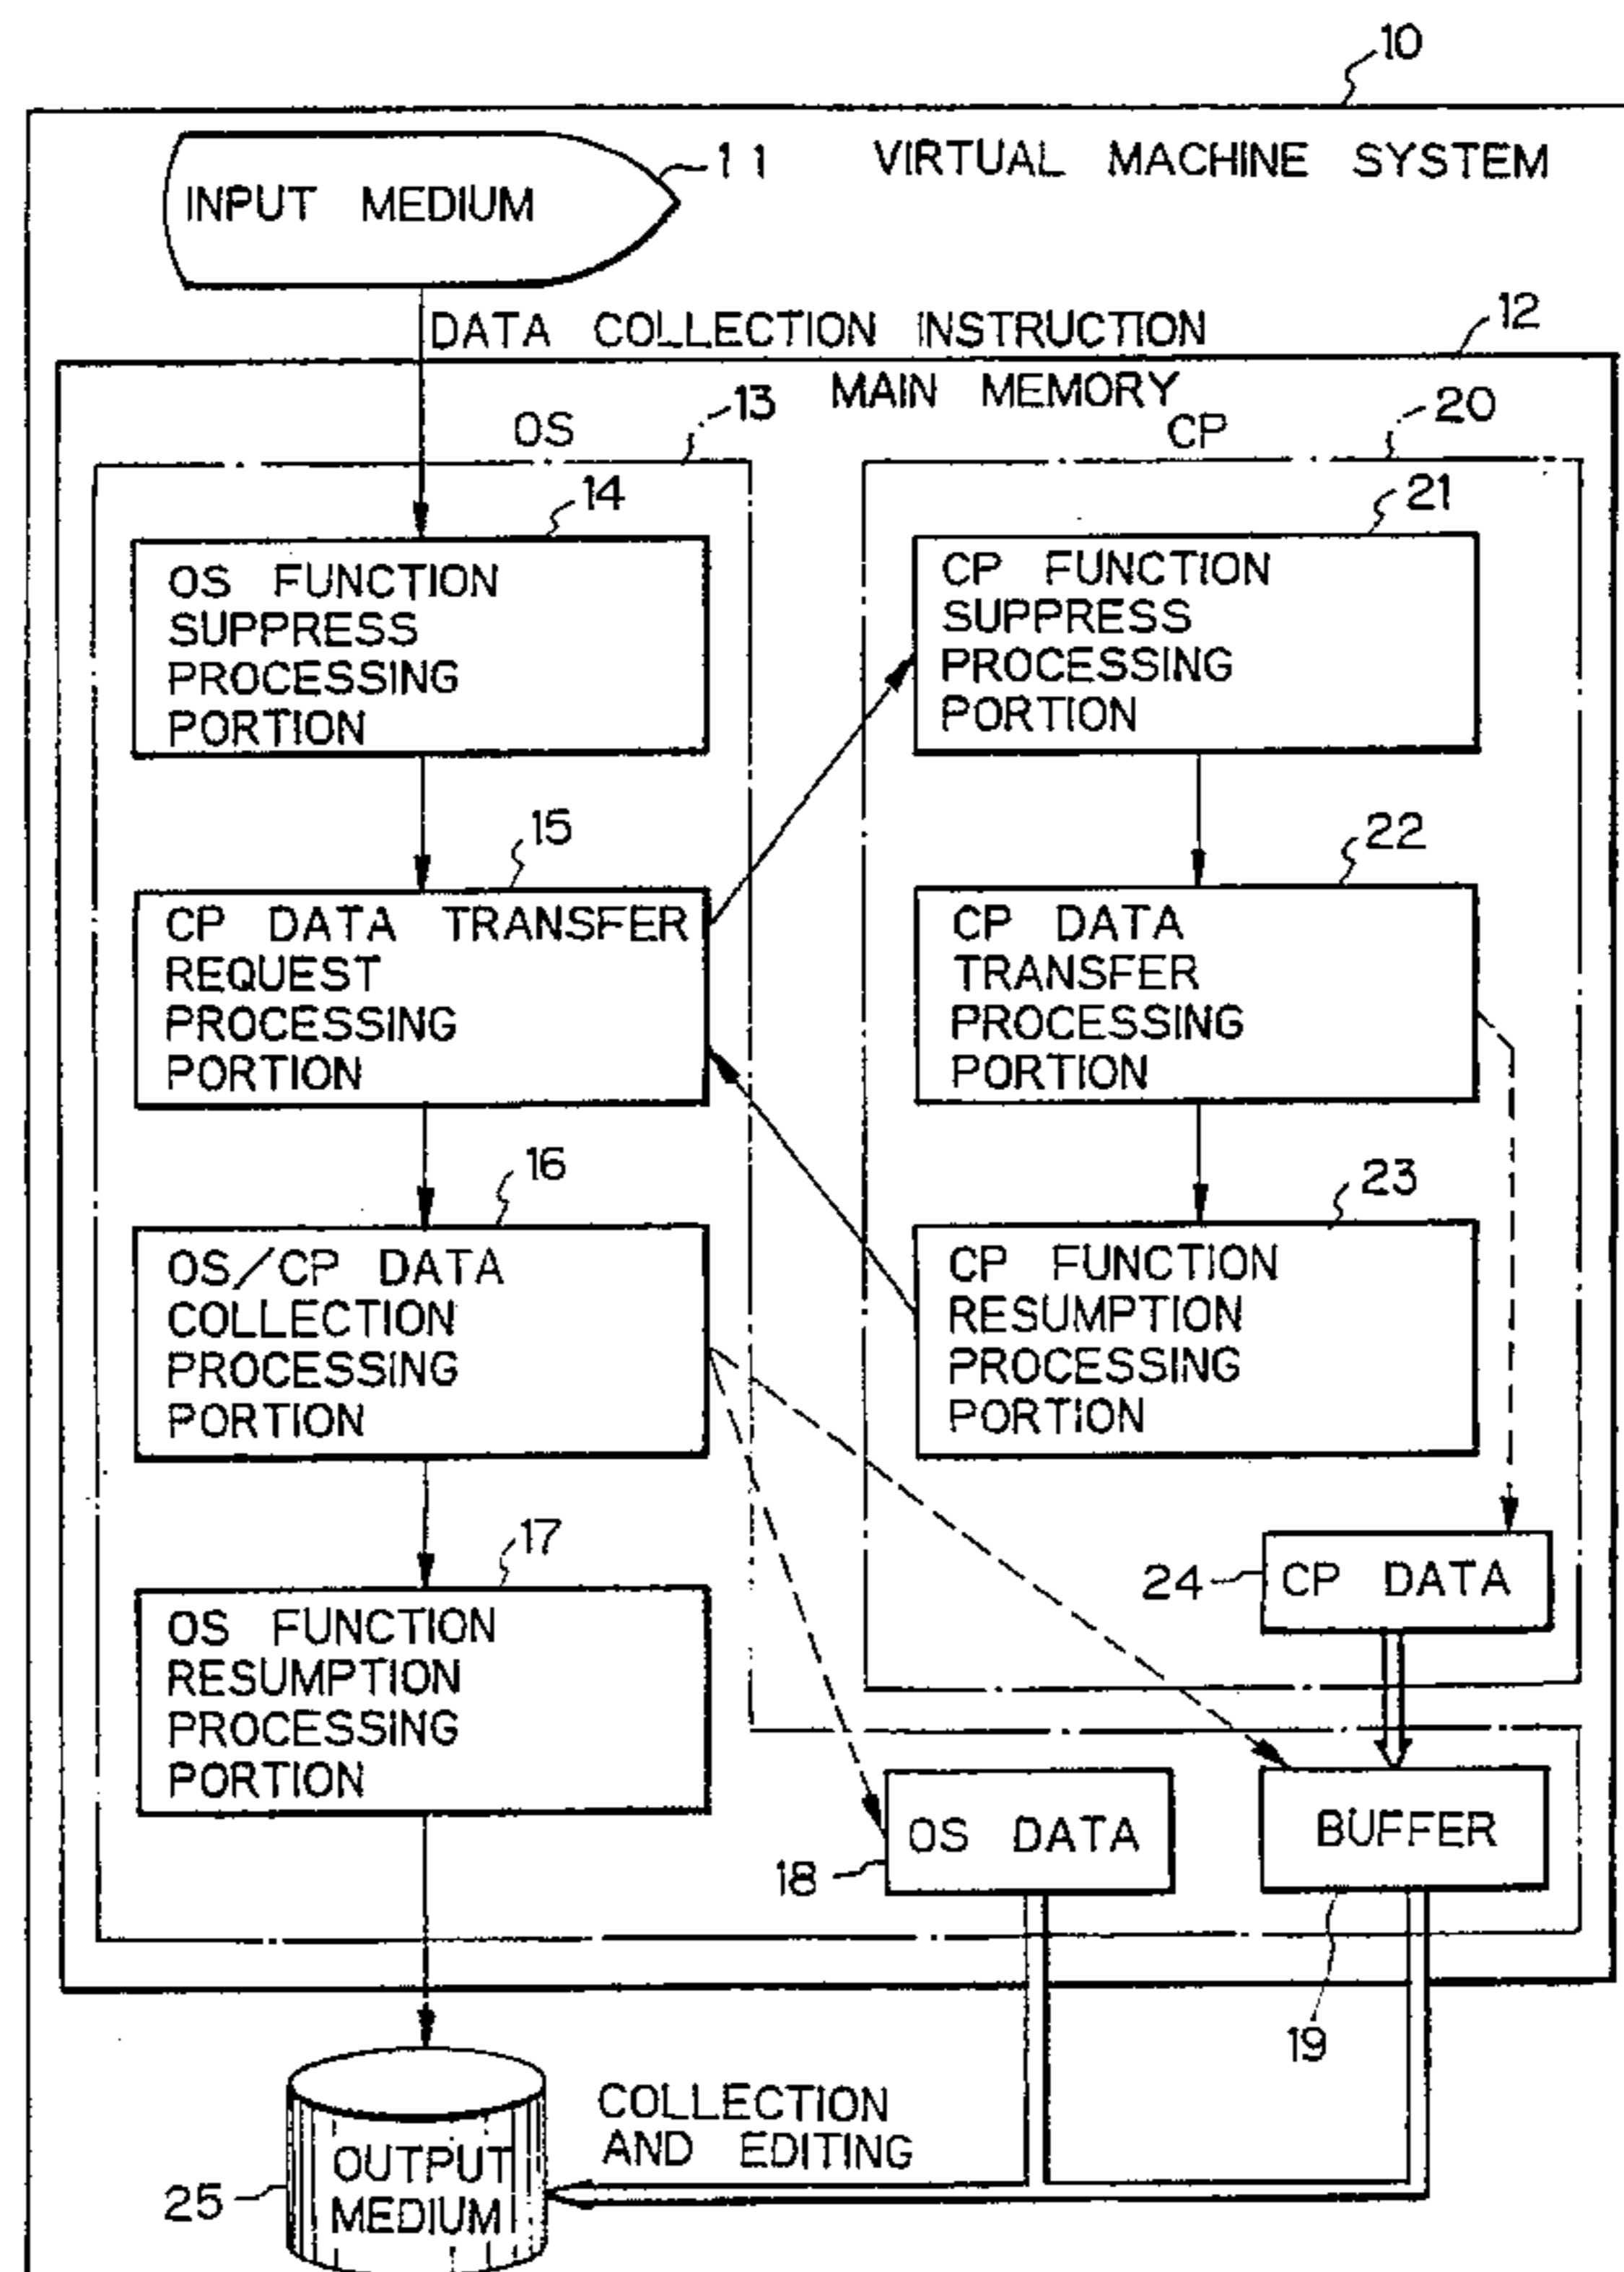 10
INPUT MEDIUM
11
VIRTUAL MACHINE SYSTEM
DATA COLLECTION INSTRUCTION
12
MAIN MEMORY
OS
13
CP
20
14
OS FUNCTION
SUPPRESS
PROCESSING
PORTION
21
CP FUNCTION
SUPPRESS
PROCESSING
PORTION
15
CP DATA TRANSFER
REQUEST
PROCESSING
PORTION
22
CP DATA
TRANSFER
PROCESSING
PORTION
16
OS/CP DATA
COLLECTION
PROCESSING
PORTION
23
CP FUNCTION
RESUMPTION
PROCESSING
PORTION
17
OS FUNCTION
RESUMPTION
PROCESSING
PORTION
24
CP DATA
18
OS DATA
BUFFER
19
COLLECTION
AND EDITING
25
OUTPUT
MEDIUM